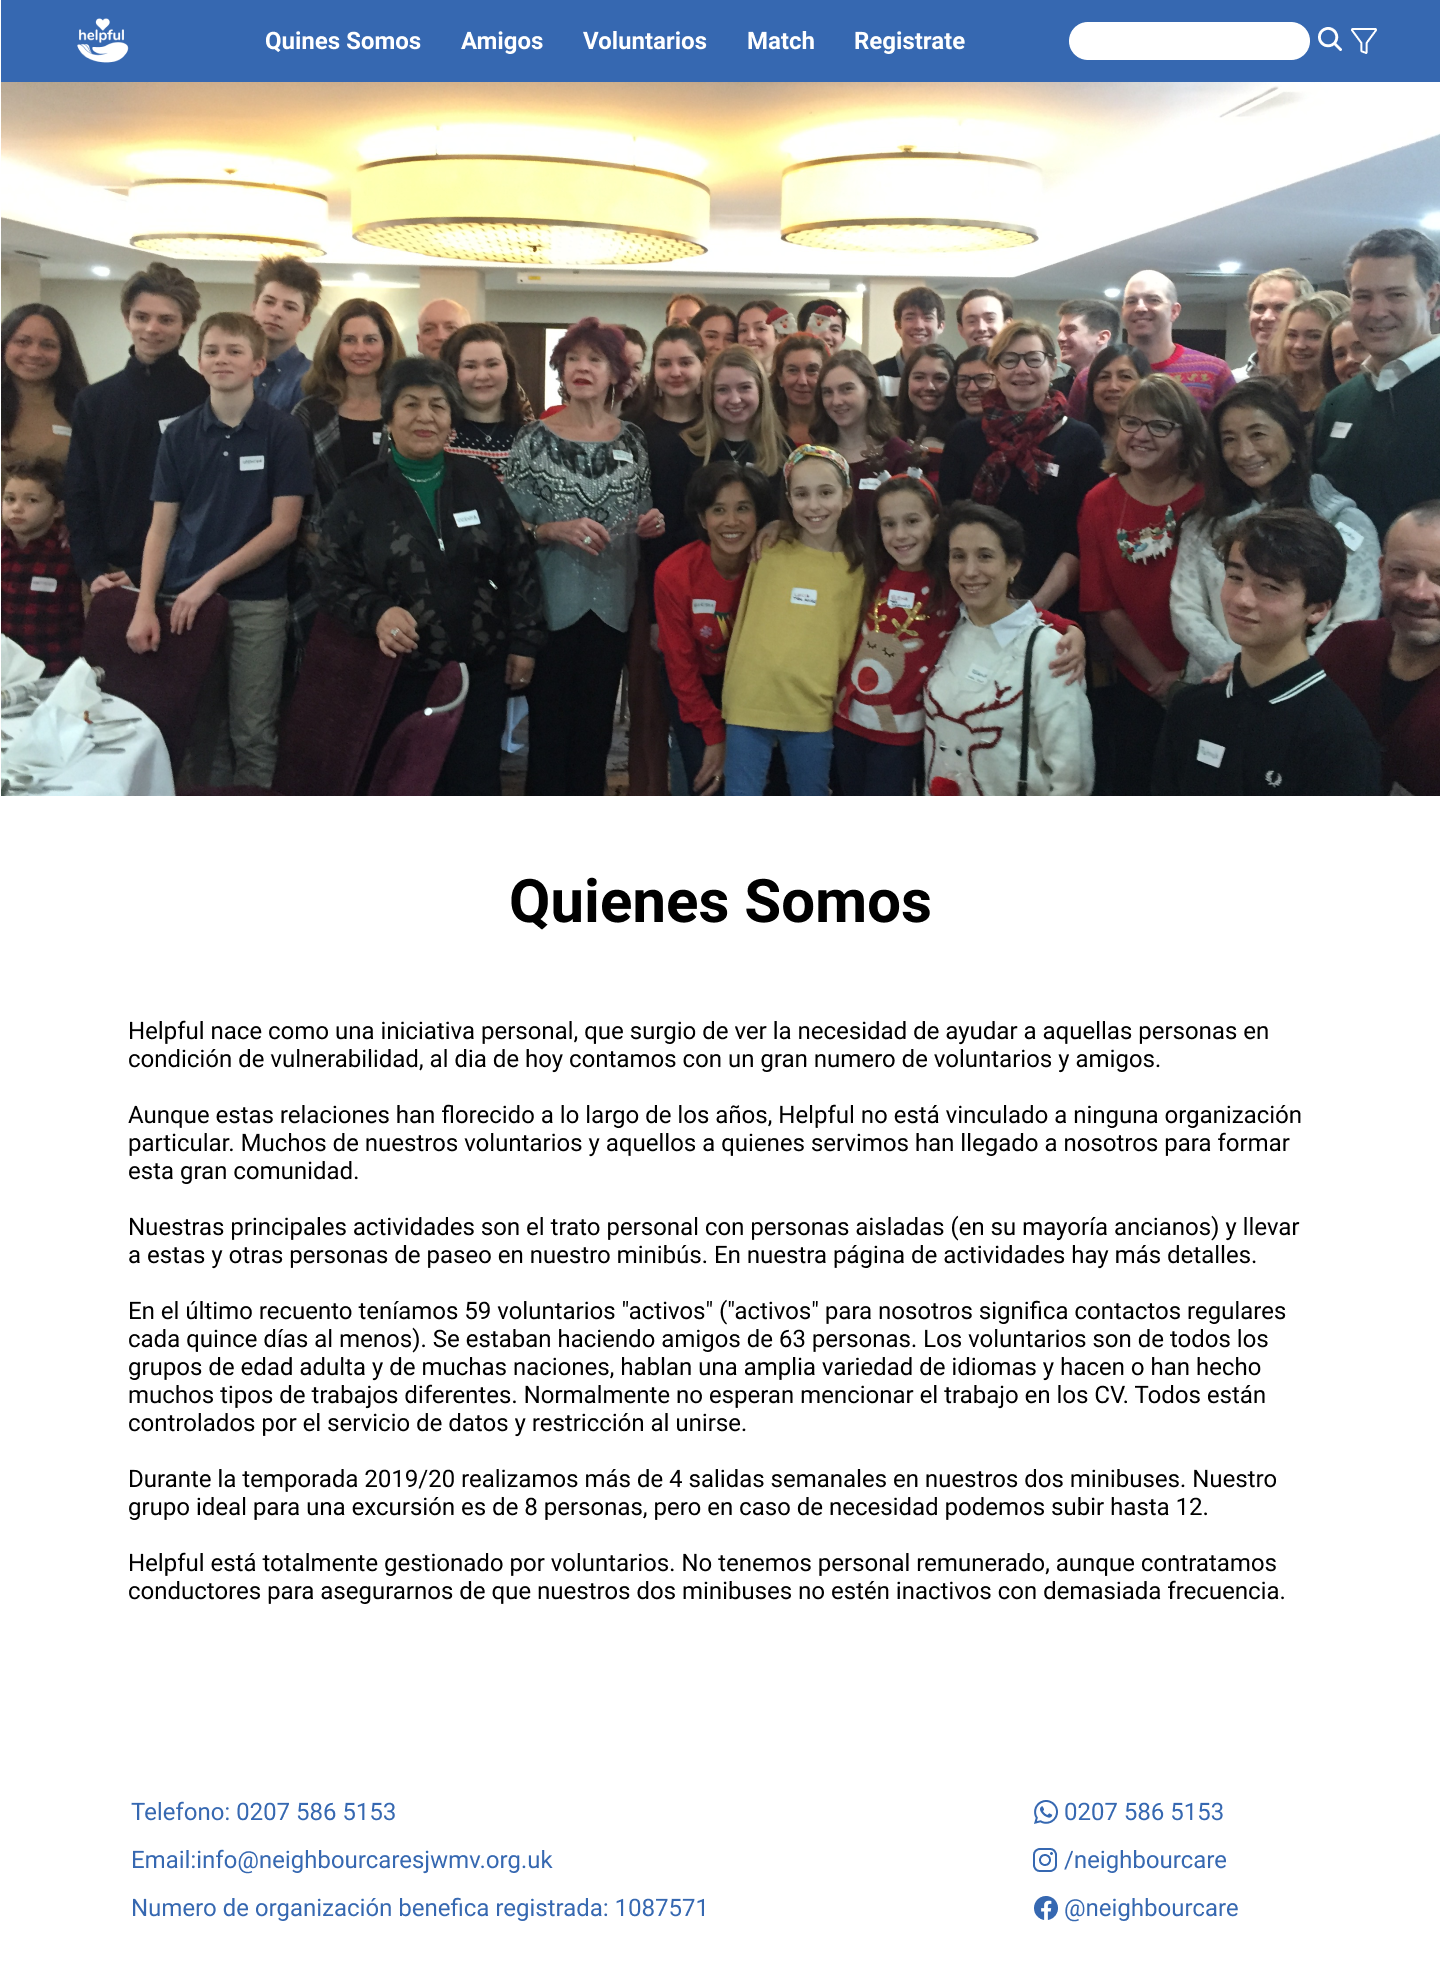 helpful
Quines Somos Amigos Voluntarios Match Registrate
Quienes Somos
Helpful nace como una iniciativa personal, que surgio de ver la necesidad de ayudar a aquellas personas en
condición de vulnerabilidad, al dia de hoy contamos con un gran numero de voluntarios y amigos.
Aunque estas relaciones han florecido a lo largo de los años, Helpful no está vinculado a ninguna organización
particular. Muchos de nuestros voluntarios y aquellos a quienes servimos han llegado a nosotros para formar
esta gran comunidad.
Nuestras principales actividades son el trato personal con personas aisladas (en su mayoría ancianos) y llevar
a estas y otras personas de paseo en nuestro minibús. En nuestra página de actividades hay más detalles.
En el último recuento teníamos 59 voluntarios "activos" ("activos" para nosotros significa contactos regulares
cada quince días al menos). Se estaban haciendo amigos de 63 personas. Los voluntarios son de todos los
grupos de edad adulta y de muchas naciones, hablan una amplia variedad de idiomas y hacen o han hecho
muchos tipos de trabajos diferentes. Normalmente no esperan mencionar el trabajo en los CV. Todos están
controlados por el servicio de datos y restricción al unirse.
Durante la temporada 2019/20 realizamos más de 4 salidas semanales en nuestros dos minibuses. Nuestro
grupo ideal para una excursión es de 8 personas, pero en caso de necesidad podemos subir hasta 12.
Helpful está totalmente gestionado por voluntarios. No tenemos personal remunerado, aunque contratamos
conductores para asegurarnos de que nuestros dos minibuses no estén inactivos con demasiada frecuencia.
Telefono: 0207 586 5153
Email:info@neighbourcaresjwmv.org.uk
Numero de organización benefica registrada: 1087571
0207 586 5153
/neighbourcare
@neighbourcare